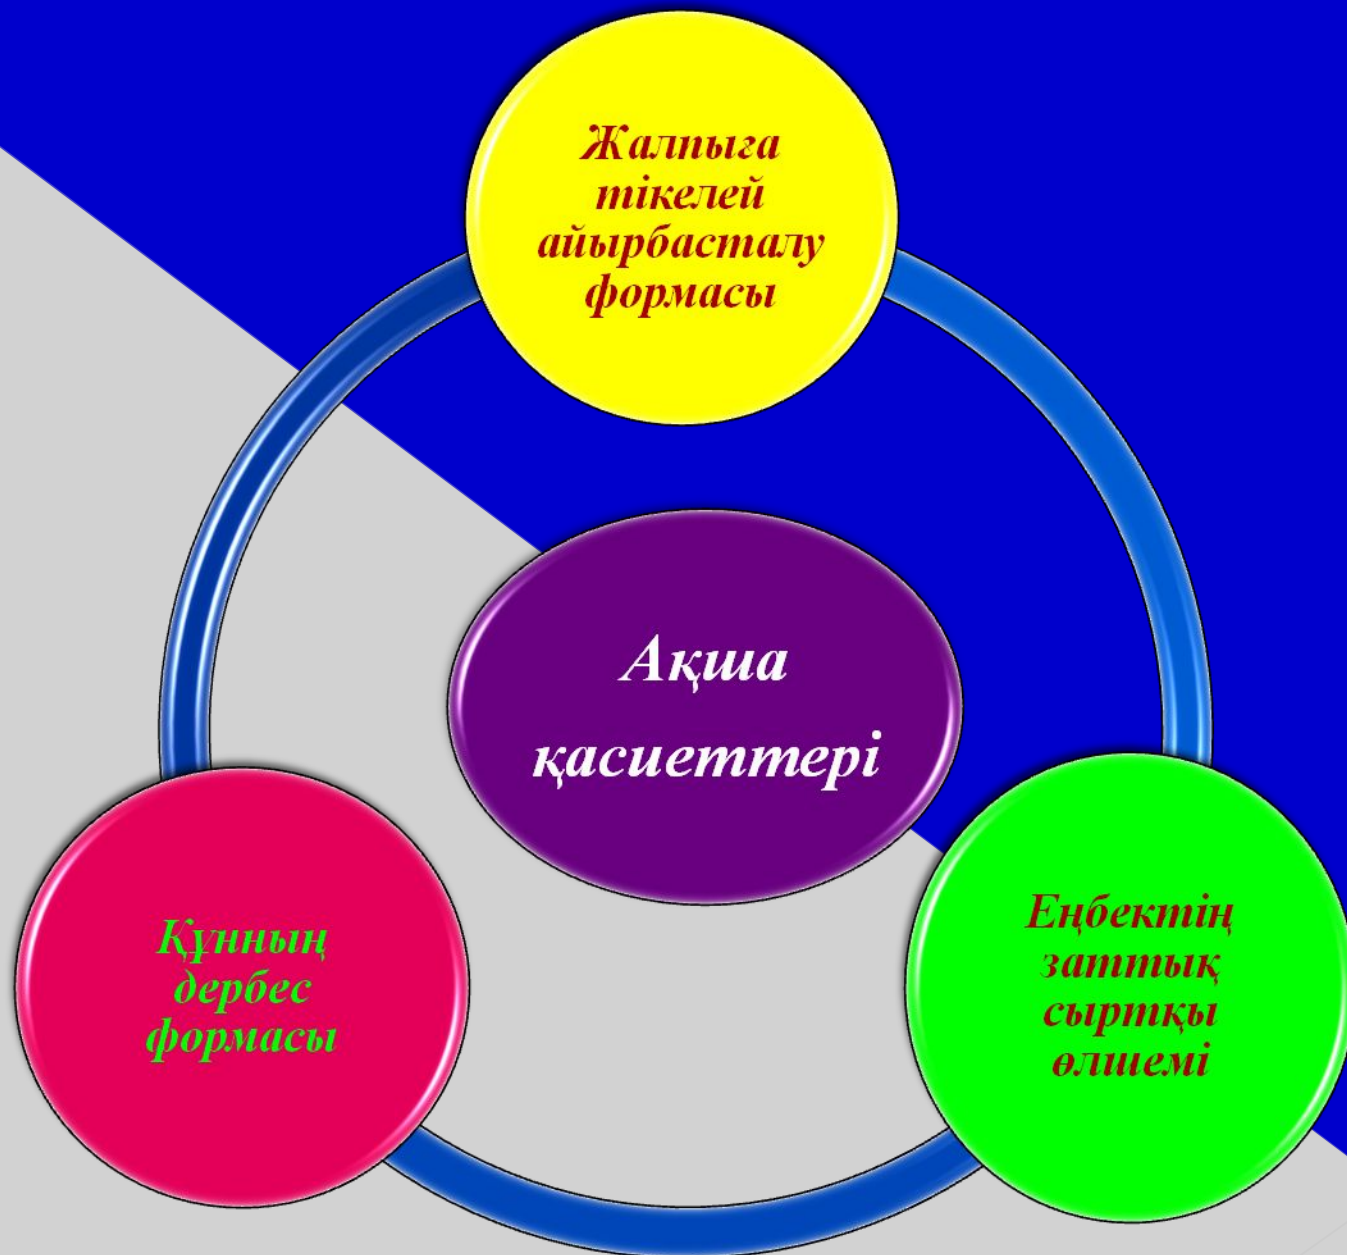 Жалпыға
тікелей
айырбасталу
формасы
Ақша
қасиеттері
Құнның
дербес
формасы
Еңбектің
заттық
сыртқы
өлшемі